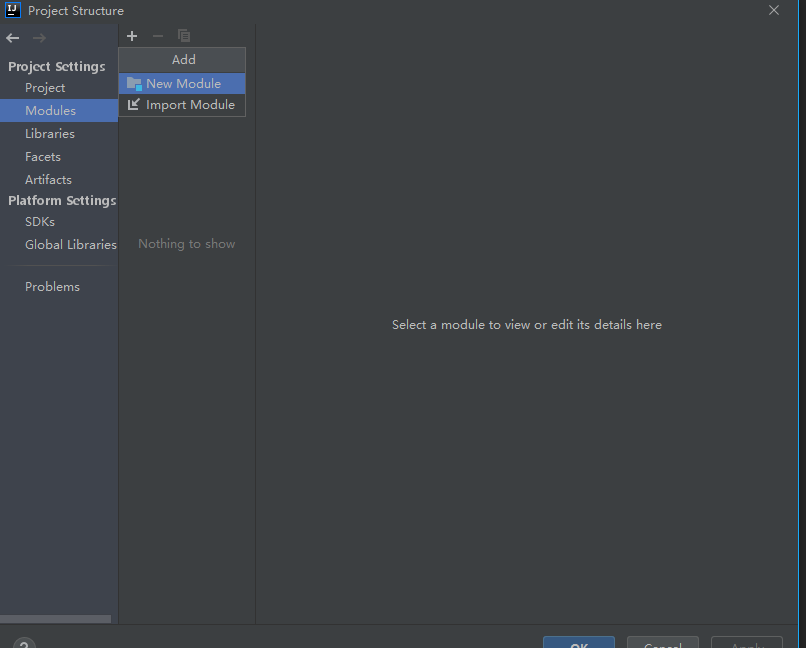 IJ
Project Structure
Project Settings
Project
Modules
Libraries
Facets
Artifacts
Platform Settings
SDKs
Global Libraries
Problems
Add
New Module
Import Module
Nothing to show
Select a module to view or edit its details here
?
OK
Cancel
Apply